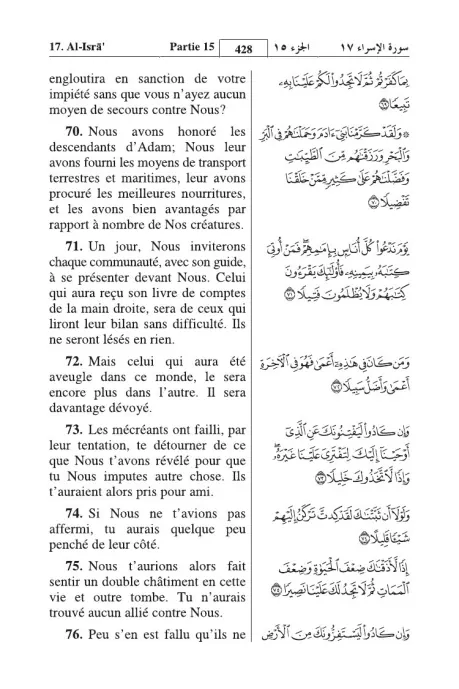 17. Al-Isrâ' Partie 15 428 الجزء ١٥ سورة الإسراء ١٧
engloutira en sanction de votre
impiété sans que vous n'ayez aucun
moyen de secours contre Nous?
70. Nous avons honoré les
descendants d'Adam; Nous leur
avons fourni les moyens de transport
terrestres et maritimes, leur avons
procuré les meilleures nourritures,
et les avons bien avantagés par
rapport à nombre de Nos créatures.
71. Un jour, Nous inviterons
chaque communauté, avec son guide,
à se présenter devant Nous. Celui
qui aura reçu son livre de comptes
de la main droite, sera de ceux qui
liront leur bilan sans difficulté. Ils
ne seront lésés en rien.
72. Mais celui qui aura été
aveugle dans ce monde, le sera
encore plus dans l'autre. Il sera
davantage dévoyé.
73. Les mécréants ont failli, par
leur tentation, te détourner de ce
que Nous t'avons révélé pour que
tu Nous imputes autre chose. Ils
t'auraient alors pris pour ami.
74. Si Nous ne t'avions pas
affermi, tu aurais quelque peu
penché de leur côté.
75. Nous t'aurions alors fait
sentir un double châtiment en cette
vie et outre tombe. Tu n'aurais
trouvé aucun allié contre Nous.
76. Peu s'en est fallu qu'ils ne
بِمَا كَفَرْتُمْ ثُمَّ لَا تَجِدُوا۟ لَكُمْ عَلَيْنَا بِهِۦ
تَبِيعًا ٦٩
۞ وَلَقَدْ كَرَّمْنَا بَنِىٓ ءَادَمَ وَحَمَلْنَٰهُمْ فِى ٱلْبَرِّ
وَٱلْبَحْرِ وَرَزَقْنَٰهُم مِّنَ ٱلطَّيِّبَٰتِ
وَفَضَّلْنَٰهُمْ عَلَىٰ كَثِيرٍ مِّمَّنْ خَلَقْنَا
تَفْضِيلًا ٧٠
يَوْمَ نَدْعُوا۟ كُلَّ أُنَاسٍۭ بِإِمَٰمِهِمْ ۖ فَمَنْ أُوتِىَ
كِتَٰبَهُۥ بِيَمِينِهِۦ فَأُو۟لَٰٓئِكَ يَقْرَءُونَ
كِتَٰبَهُمْ وَلَا يُظْلَمُونَ فَتِيلًا ٧١
وَمَن كَانَ فِى هَٰذِهِۦٓ أَعْمَىٰ فَهُوَ فِى ٱلْءَاخِرَةِ
أَعْمَىٰ وَأَضَلُّ سَبِيلًا ٧٢
وَإِن كَادُوا۟ لَيَفْتِنُونَكَ عَنِ ٱلَّذِىٓ
أَوْحَيْنَآ إِلَيْكَ لِتَفْتَرِىَ عَلَيْنَا غَيْرَهُۥ ۖ
وَإِذًا لَّٱتَّخَذُوكَ خَلِيلًا ٧٣
وَلَوْلَآ أَن ثَبَّتْنَٰكَ لَقَدْ كِدتَّ تَرْكَنُ إِلَيْهِمْ
شَيْـًٔا قَلِيلًا ٧٤
إِذًا لَّأَذَقْنَٰكَ ضِعْفَ ٱلْحَيَوٰةِ وَضِعْفَ
ٱلْمَمَاتِ ثُمَّ لَا تَجِدُ لَكَ عَلَيْنَا نَصِيرًا ٧٥
وَإِن كَادُوا۟ لَيَسْتَفِزُّونَكَ مِنَ ٱلْأَرْضِ